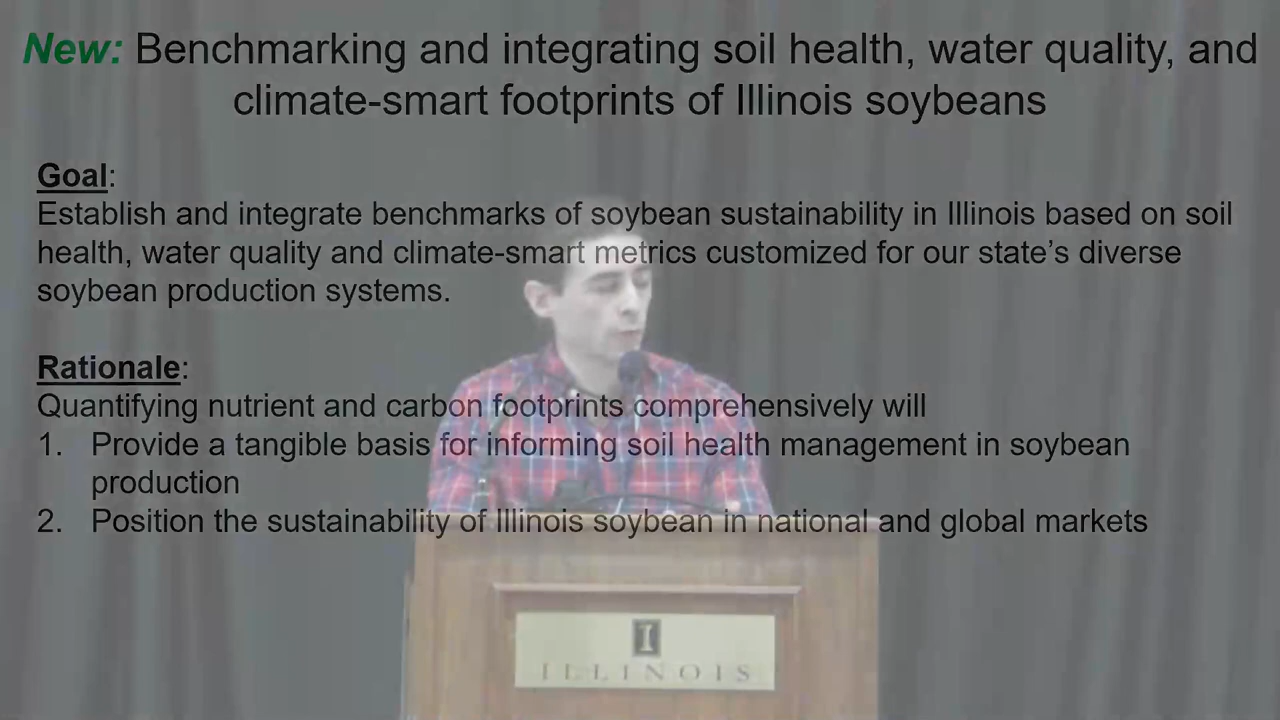 New: Benchmarking and integrating soil health, water quality, and
climate-smart footprints of Illinois soybeans
Goal:
Establish and integrate benchmarks of soybean sustainability in Illinois based on soil
health, water quality and climate-smart metrics customized for our state’s diverse
soybean production systems.
Rationale:
Quantifying nutrient and carbon footprints comprehensively will
1. Provide a tangible basis for informing soil health management in soybean
production
2. Position the sustainability of Illinois soybean in national and global markets
I
ILLINOIS